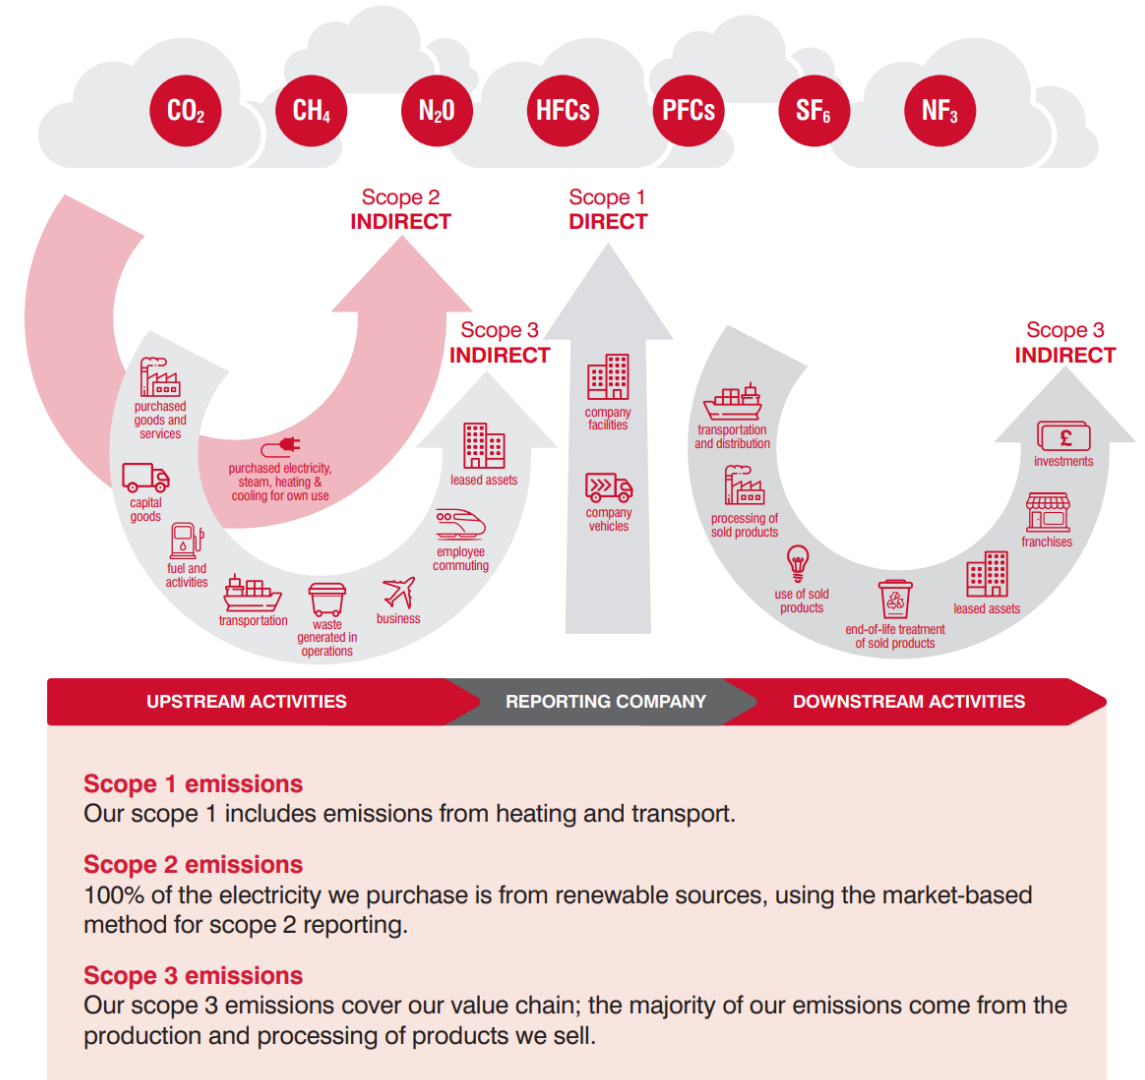 CO₂
CH₄
N₂O
HFCs
PFCs
SF₆
NF₃
Scope 2
INDIRECT
Scope 1
DIRECT
Scope 3
INDIRECT
Scope 3
INDIRECT
purchased
goods and
services
capital
goods
fuel and
activities
transportation
waste
generated in
operations
business
employee
commuting
leased assets
purchased electricity,
steam, heating &
cooling for own use
company
facilities
company
vehicles
transportation
and distribution
processing of
sold products
use of sold
products
end-of-life treatment
of sold products
leased assets
franchises
£
investments
UPSTREAM ACTIVITIES
REPORTING COMPANY
DOWNSTREAM ACTIVITIES
Scope 1 emissions
Our scope 1 includes emissions from heating and transport.
Scope 2 emissions
100% of the electricity we purchase is from renewable sources, using the market-based
method for scope 2 reporting.
Scope 3 emissions
Our scope 3 emissions cover our value chain; the majority of our emissions come from the
production and processing of products we sell.